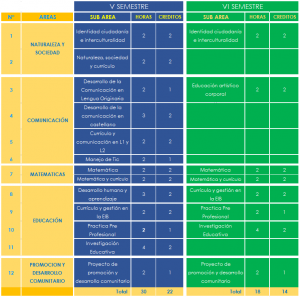 V SEMESTRE VI SEMESTRE
N° AREAS SUB AREA HORAS CREDITOS SUB AREA HORAS CREDITOS
1 NATURALEZA Y SOCIEDAD Identidad ciudadanía e interculturalidad 2 2 Identidad ciudadanía e interculturalidad 2 2
2 Naturaleza, sociedad y currículo 2 2
3 COMUNICACIÓN Desarrollo de la Comunicación en Lengua Originaria 2 1 Educación artística corporal 2 2
4 Desarrollo de la comunicación en castellano 3 2
5 Currículo y comunicación en L1 y L2 2 2
6 Manejo de Tic 2 1
7 MATEMATICAS Matemática 2 2 Matemática 2 2
Matemática y currículo 2 2 Matemática y currículo 2 2
8 EDUCACIÓN Desarrollo humano y aprendizaje 3 2 Currículo y gestión en la EIB 2 2
9 Currículo y gestión en la EIB 2 2 Practica Pre Profesional 2 1
10 Practica Pre Profesional 2 1 Investigación Educativa 4 2
11 Investigación Educativa 4 2
12 PROMOCION Y DESARROLLO COMUNITARIO Proyecto de promoción y desarrollo comunitario 2 1 Proyecto de promoción y desarrollo comunitario 2 1
Total 30 22 Total 18 14